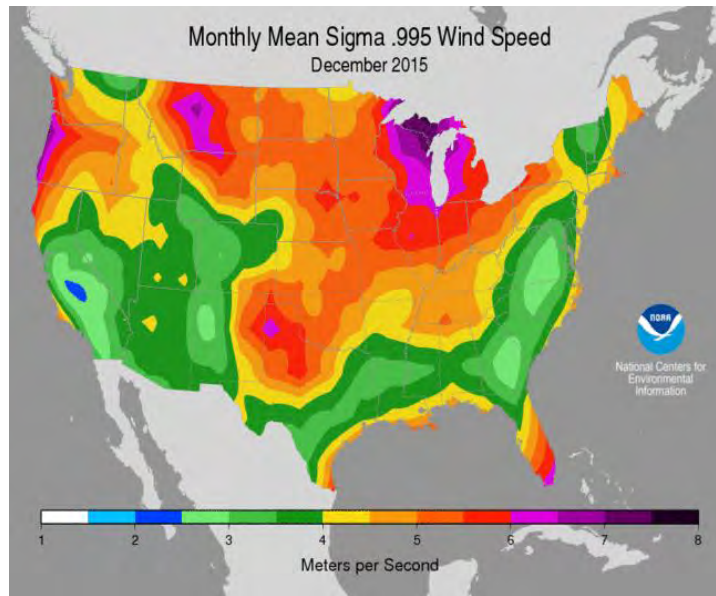 Monthly Mean Sigma .995 Wind Speed
December 2015
NOAA
National Centers for
Environmental
Information
1 2 3 4 5 6 7 8
Meters per Second